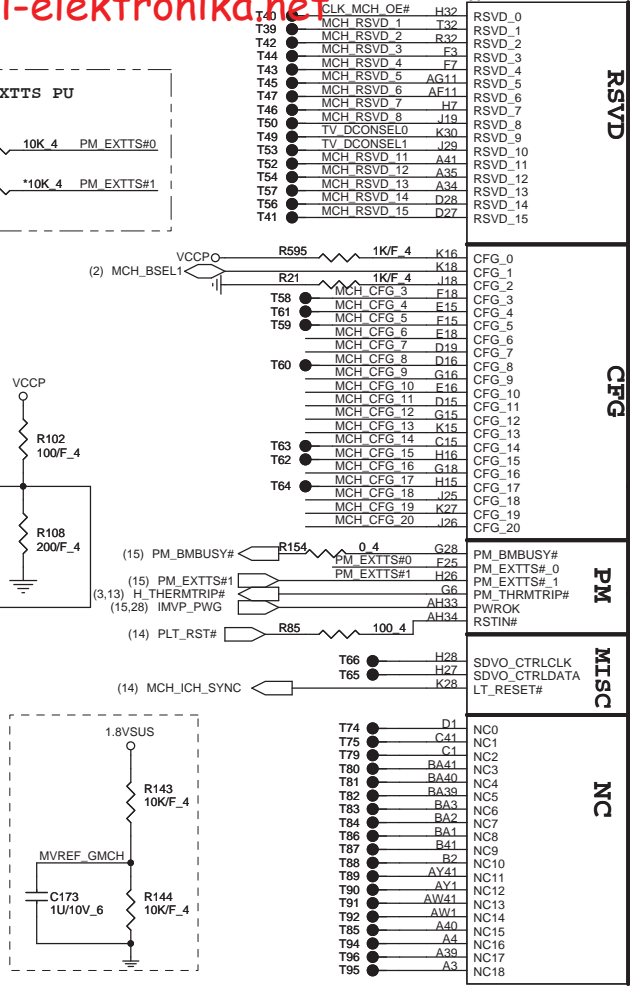 i-elektronika.net
T40 CLK_MCH_OE# H32 RSVD_0
T39 MCH_RSVD_1 T32 RSVD_1
T42 MCH_RSVD_2 R32 RSVD_2
T44 MCH_RSVD_3 F3 RSVD_3
T43 MCH_RSVD_4 F7 RSVD_4
T45 MCH_RSVD_5 AG11 RSVD_5
T47 MCH_RSVD_6 AF11 RSVD_6
T46 MCH_RSVD_7 H7 RSVD_7
T50 MCH_RSVD_8 J19 RSVD_8
T49 TV_DCONSEL0 K30 RSVD_9
T53 TV_DCONSEL1 J29 RSVD_10
T52 MCH_RSVD_11 A41 RSVD_11
T54 MCH_RSVD_12 A35 RSVD_12
T57 MCH_RSVD_13 A34 RSVD_13
T56 MCH_RSVD_14 D28 RSVD_14
T41 MCH_RSVD_15 D27 RSVD_15
RSVD
XTTS PU
10K_4 PM_EXTTS#0
*10K_4 PM_EXTTS#1
VCCP R595 1K/F_4 K16 CFG_0
(2) MCH_BSEL1 K18 CFG_1
R21 1K/F_4 J18 CFG_2
T58 MCH_CFG_3 F18 CFG_3
T61 MCH_CFG_4 E15 CFG_4
T59 MCH_CFG_5 F15 CFG_5
MCH_CFG_6 E18 CFG_6
MCH_CFG_7 D19 CFG_7
T60 MCH_CFG_8 D16 CFG_8
MCH_CFG_9 G16 CFG_9
MCH_CFG_10 E16 CFG_10
MCH_CFG_11 D15 CFG_11
MCH_CFG_12 G15 CFG_12
MCH_CFG_13 K15 CFG_13
T63 MCH_CFG_14 C15 CFG_14
T62 MCH_CFG_15 H16 CFG_15
MCH_CFG_16 G18 CFG_16
T64 MCH_CFG_17 H15 CFG_17
MCH_CFG_18 J25 CFG_18
MCH_CFG_19 K27 CFG_19
MCH_CFG_20 J26 CFG_20
CFG
VCCP
R102
100/F_4
R108
200/F_4
(15) PM_BMBUSY# R154 0_4 G28 PM_BMBUSY#
PM_EXTTS#0 F25 PM_EXTTS#_0
(15) PM_EXTTS#1 PM_EXTTS#1 H26 PM_EXTTS#_1
(3,13) H_THERMTRIP# G6 PM_THRMTRIP#
(15,28) IMVP_PWG AH33 PWROK
(14) PLT_RST# R85 100_4 AH34 RSTIN#
PM
T66 H28 SDVO_CTRLCLK
T65 H27 SDVO_CTRLDATA
(14) MCH_ICH_SYNC K28 LT_RESET#
MISC
T74 D1 NC0
T75 C41 NC1
T79 C1 NC2
T80 BA41 NC3
T81 BA40 NC4
T82 BA39 NC5
T83 BA3 NC6
T84 BA2 NC7
T86 BA1 NC8
T87 B41 NC9
T88 B2 NC10
T89 AY41 NC11
T90 AY1 NC12
T91 AW41 NC13
T92 AW1 NC14
T85 A40 NC15
T94 A4 NC16
T96 A39 NC17
T95 A3 NC18
NC
1.8VSUS
R143
10K/F_4
MVREF_GMCH
C173
1U/10V_6
R144
10K/F_4